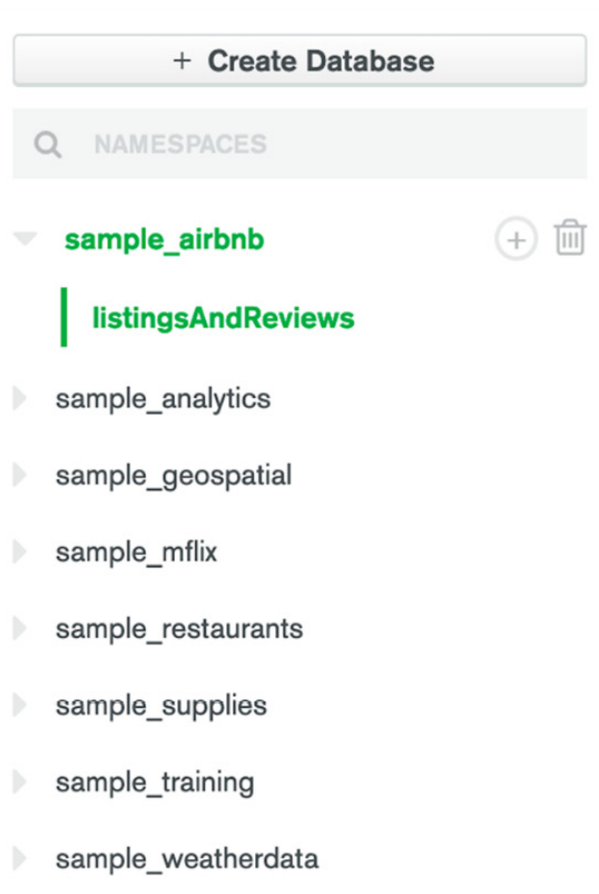 + Create Database
NAMESPACES
sample_airbnb
listingsAndReviews
sample_analytics
sample_geospatial
sample_mflix
sample_restaurants
sample_supplies
sample_training
sample_weatherdata